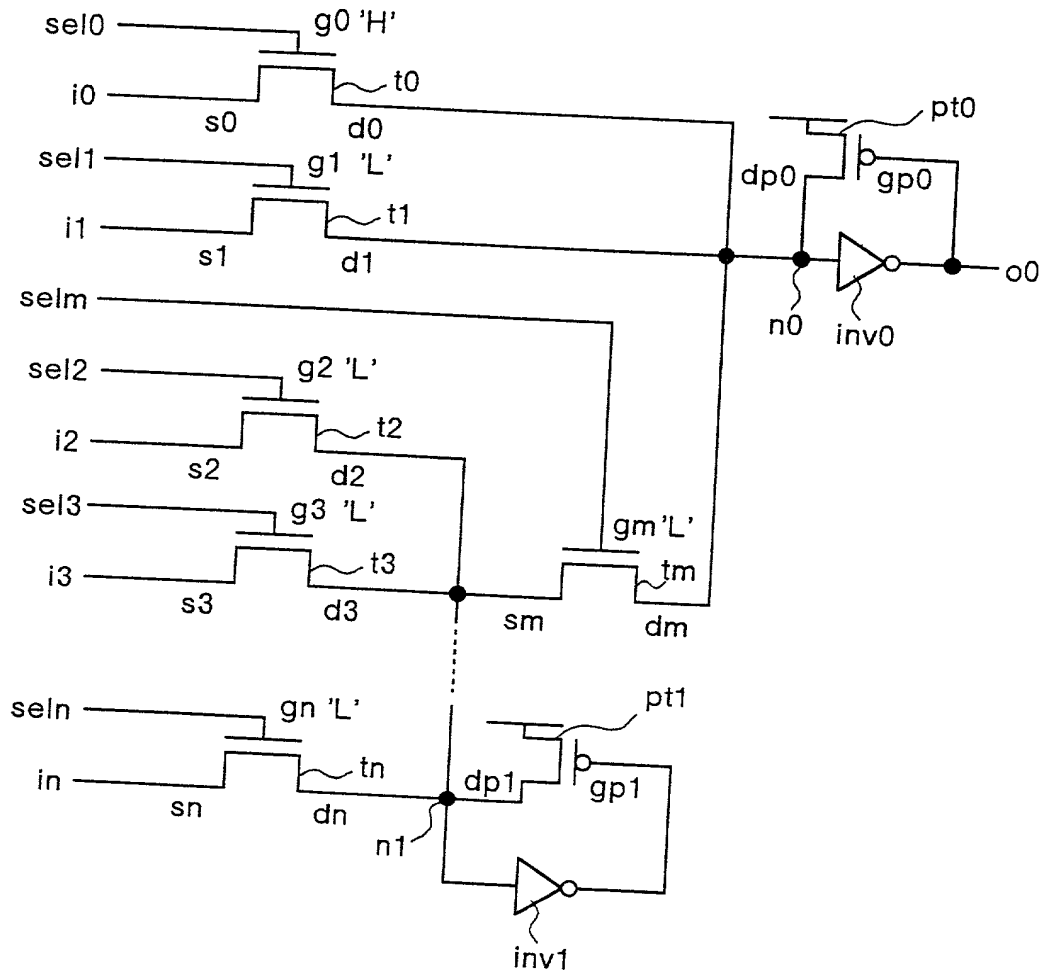 sel0
g0 'H'
i0
t0
s0
d0
pt0
sel1
g1 'L'
dp0
gp0
i1
t1
s1
d1
o0
selm
n0
inv0
sel2
g2 'L'
i2
t2
s2
d2
sel3
g3 'L'
gm 'L'
i3
t3
tm
s3
d3
sm
dm
seln
gn 'L'
pt1
in
tn
dp1
gp1
sn
dn
n1
inv1